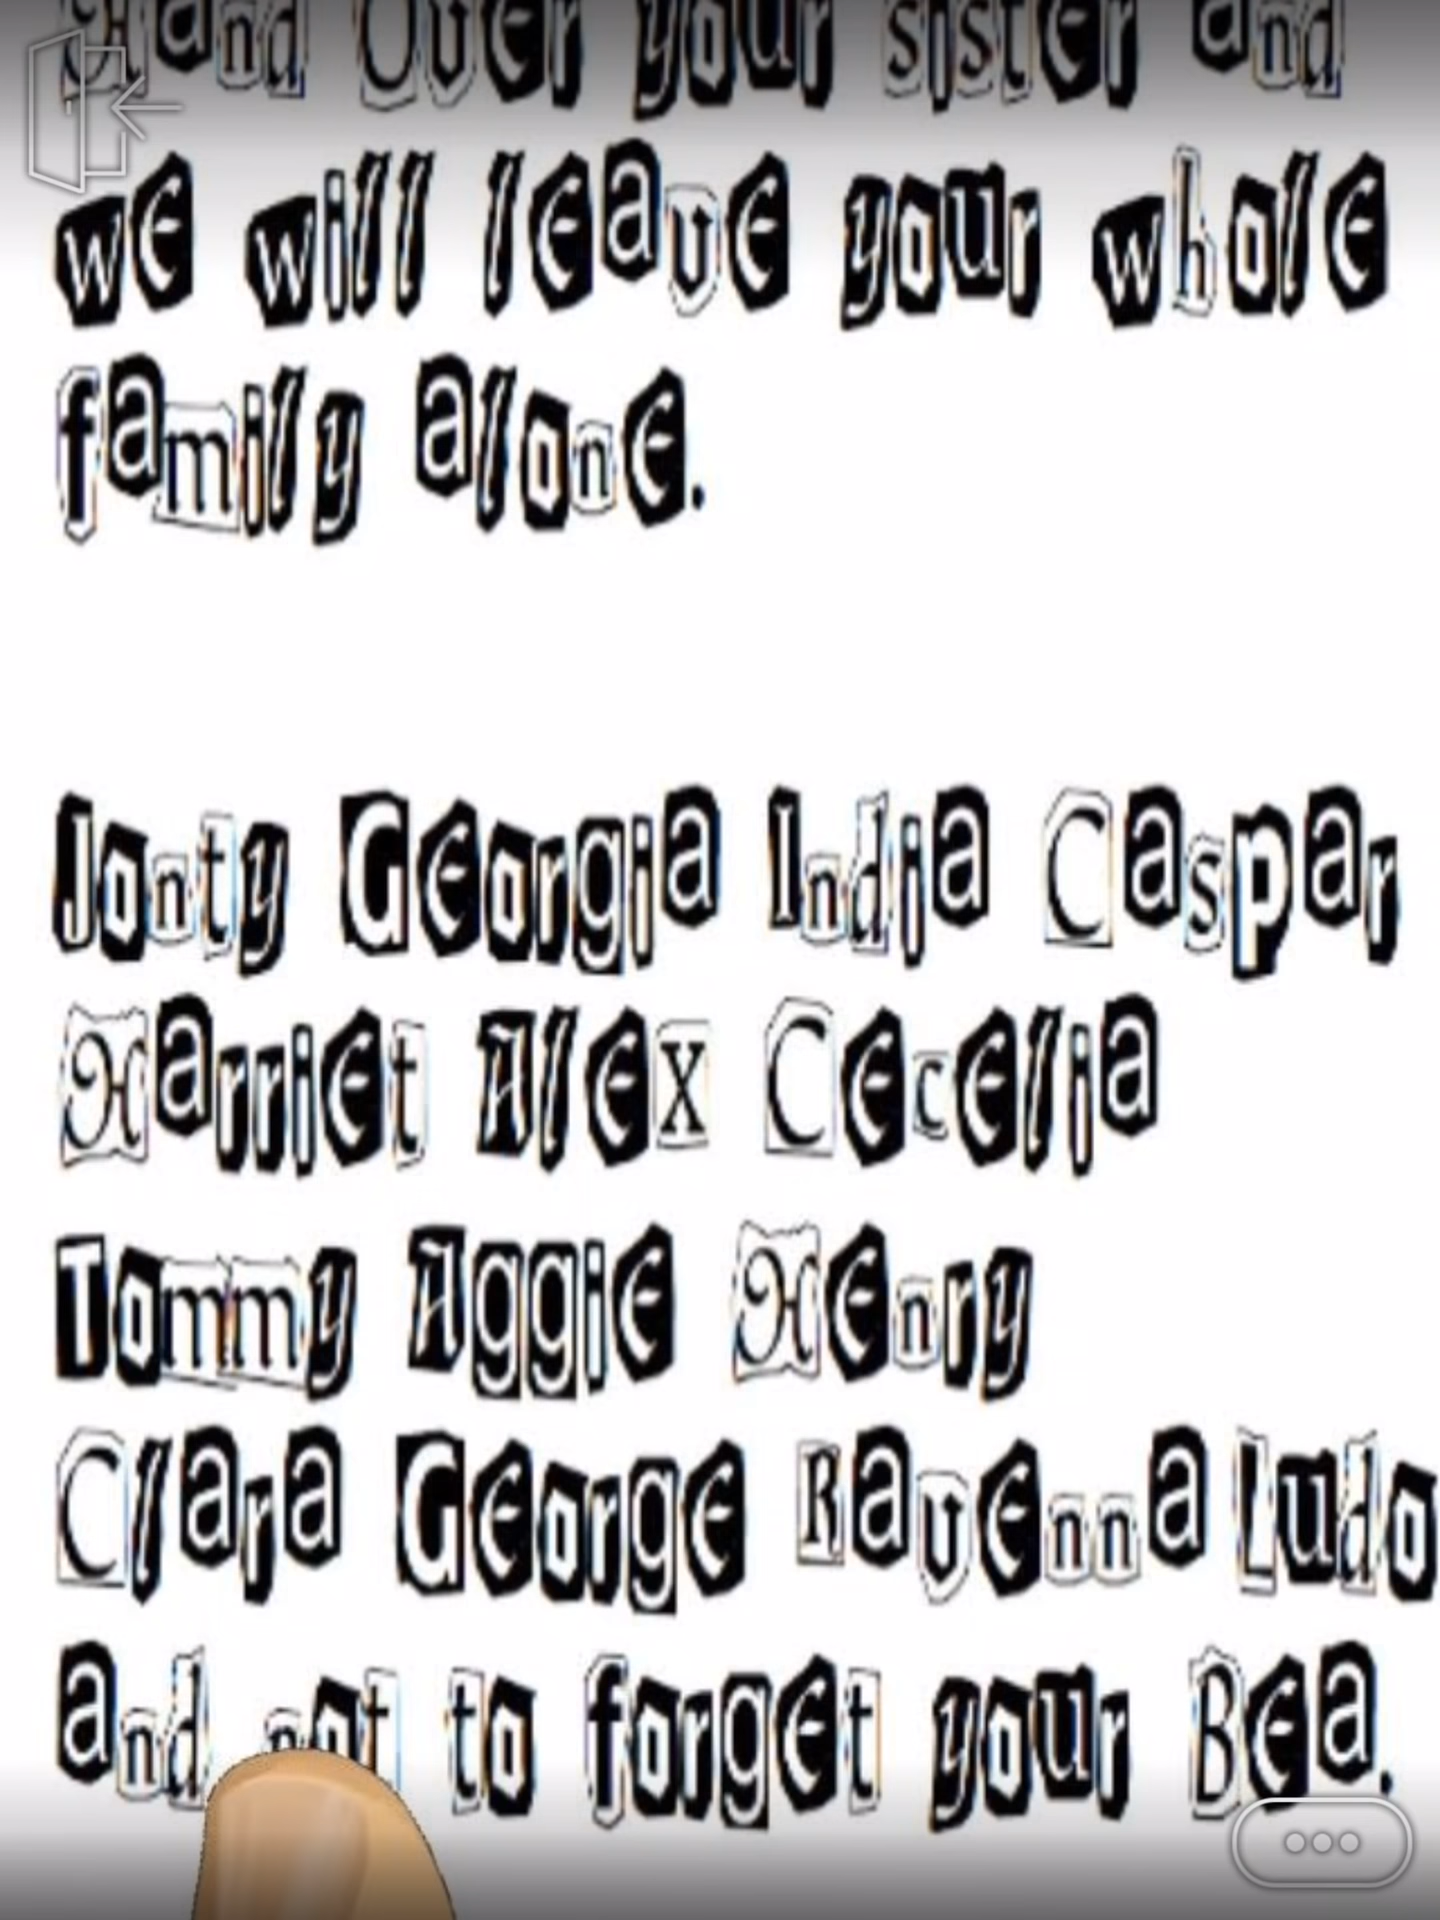 Hand Over your sister and
we will leave your whole
family alone.
Jonty Georgia India Caspar
Harriet Alex Cecelia
Tommy Aggie Henry
Clara George Ravenna Ludo
and not to forget your Bea.